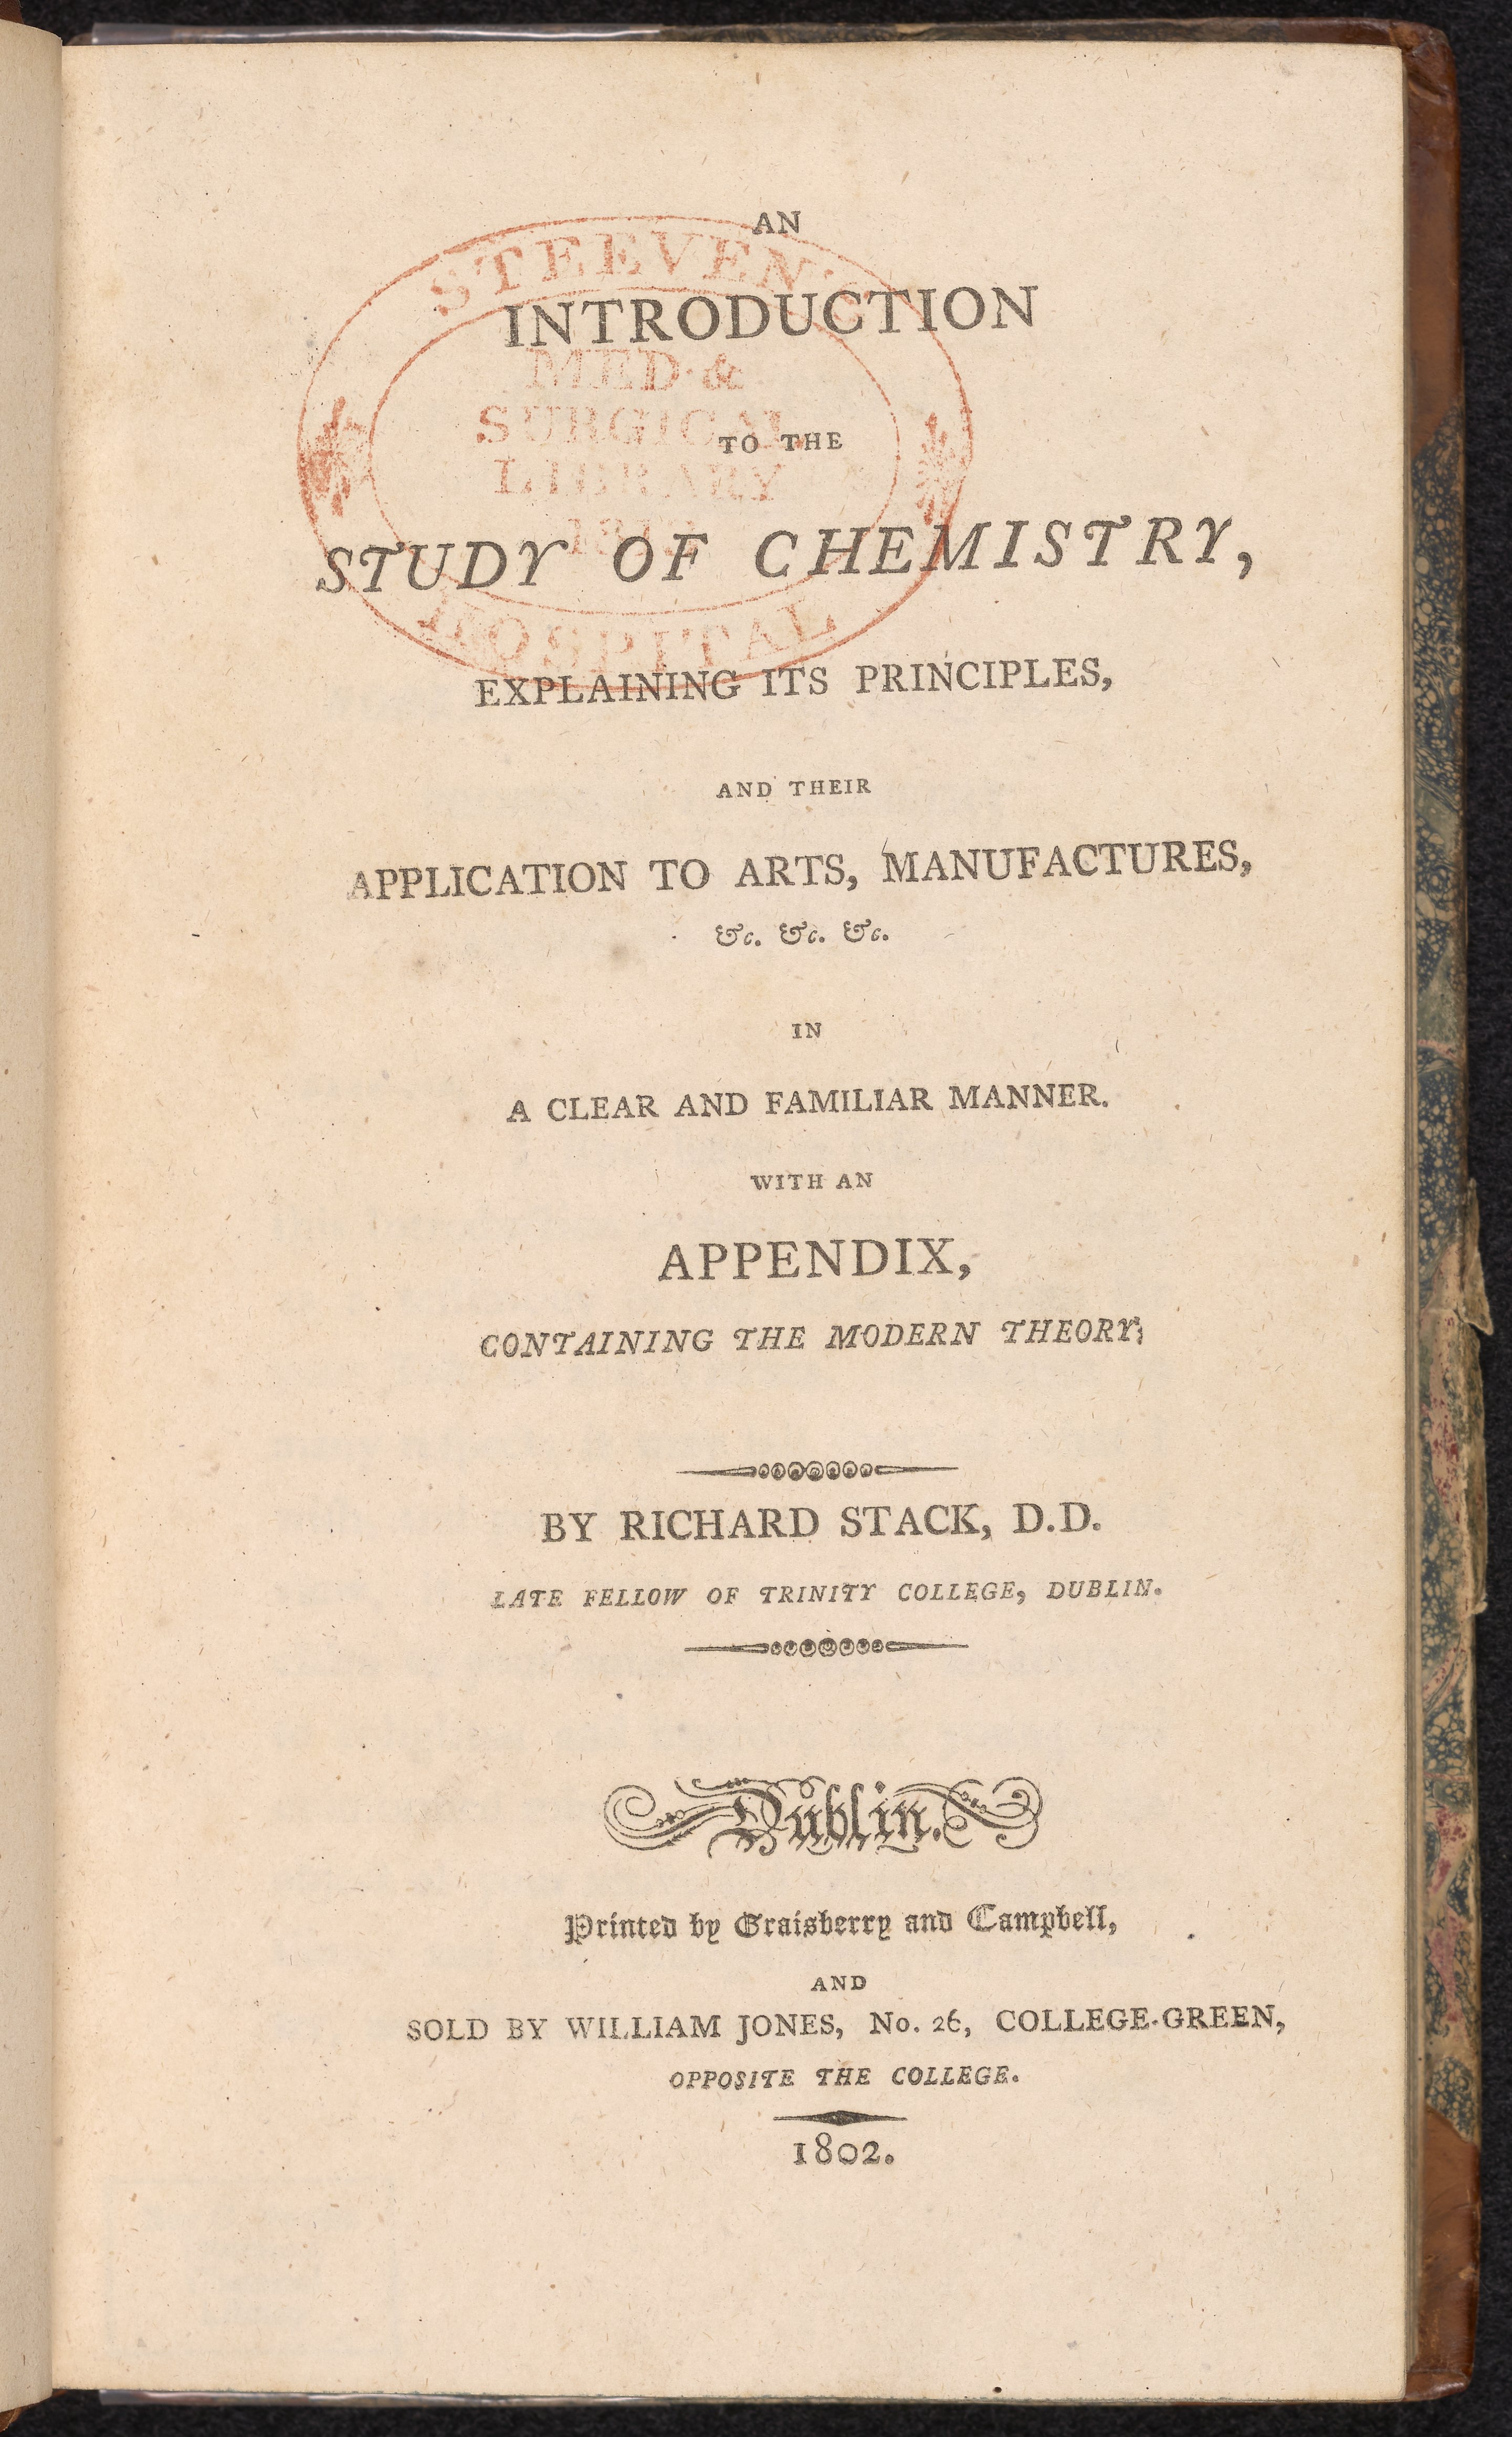 AN
INTRODUCTION
TO THE
STUDY OF CHEMISTRY,
EXPLAINING ITS PRINCIPLES,
AND THEIR
APPLICATION TO ARTS, MANUFACTURES,
&c. &c. &c.
IN
A CLEAR AND FAMILIAR MANNER.
WITH AN
APPENDIX,
CONTAINING THE MODERN THEORY;
BY RICHARD STACK, D.D.
LATE FELLOW OF TRINITY COLLEGE, DUBLIN.
Dublin.
Printed by Graisberry and Campbell,
AND
SOLD BY WILLIAM JONES, No. 26, COLLEGE-GREEN,
OPPOSITE THE COLLEGE.
1802.
STEEVENS
MED. &
SURGICAL
LIBRARY
HOSPITAL